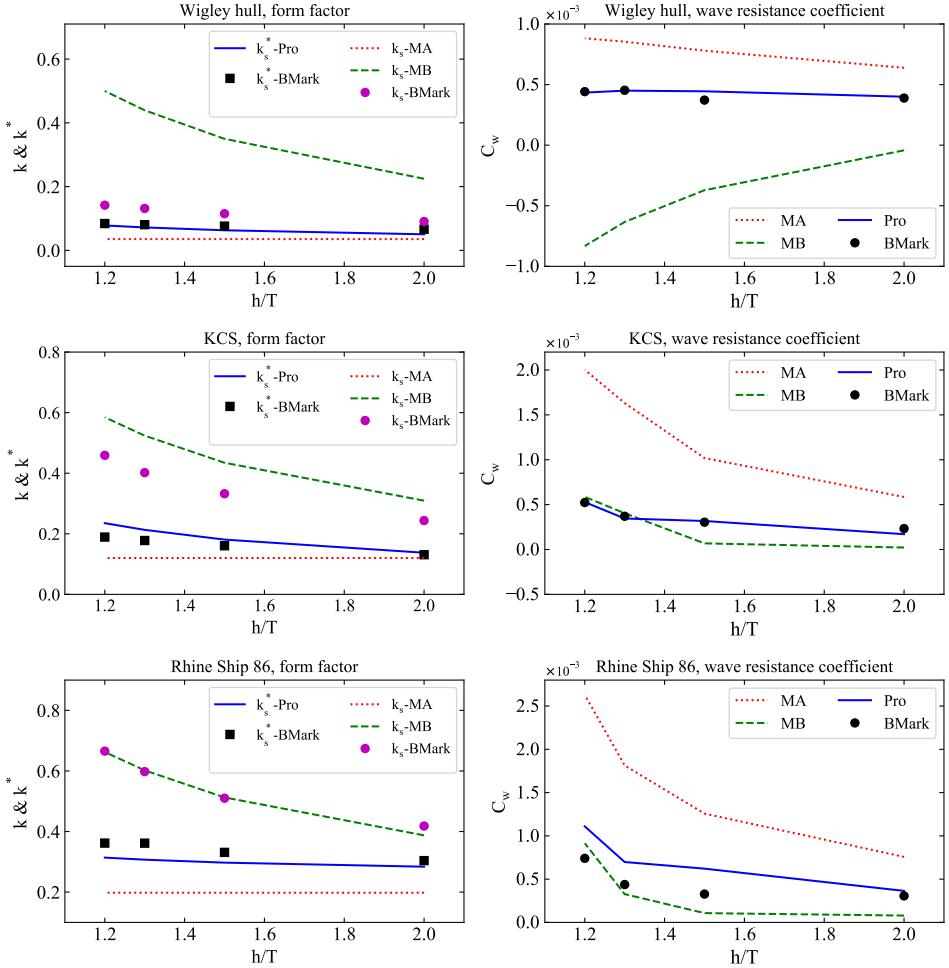 Wigley hull, form factor
k & k*
0.6
0.4
0.2
0.0
1.2 1.4 1.6 1.8 2.0
h/T
k_s^*-Pro
k_s^*-BMark
k_s-MA
k_s-MB
k_s-BMark
Wigley hull, wave resistance coefficient
×10⁻³
C_w
1.0
0.5
0.0
−0.5
−1.0
1.2 1.4 1.6 1.8 2.0
h/T
MA
MB
Pro
BMark
KCS, form factor
k & k*
0.8
0.6
0.4
0.2
0.0
1.2 1.4 1.6 1.8 2.0
h/T
k_s^*-Pro
k_s^*-BMark
k_s-MA
k_s-MB
k_s-BMark
KCS, wave resistance coefficient
×10⁻³
C_w
2.0
1.5
1.0
0.5
0.0
−0.5
1.2 1.4 1.6 1.8 2.0
h/T
MA
MB
Pro
BMark
Rhine Ship 86, form factor
k & k*
0.8
0.6
0.4
0.2
1.2 1.4 1.6 1.8 2.0
h/T
k_s^*-Pro
k_s^*-BMark
k_s-MA
k_s-MB
k_s-BMark
Rhine Ship 86, wave resistance coefficient
×10⁻³
C_w
2.5
2.0
1.5
1.0
0.5
0.0
1.2 1.4 1.6 1.8 2.0
h/T
MA
MB
Pro
BMark